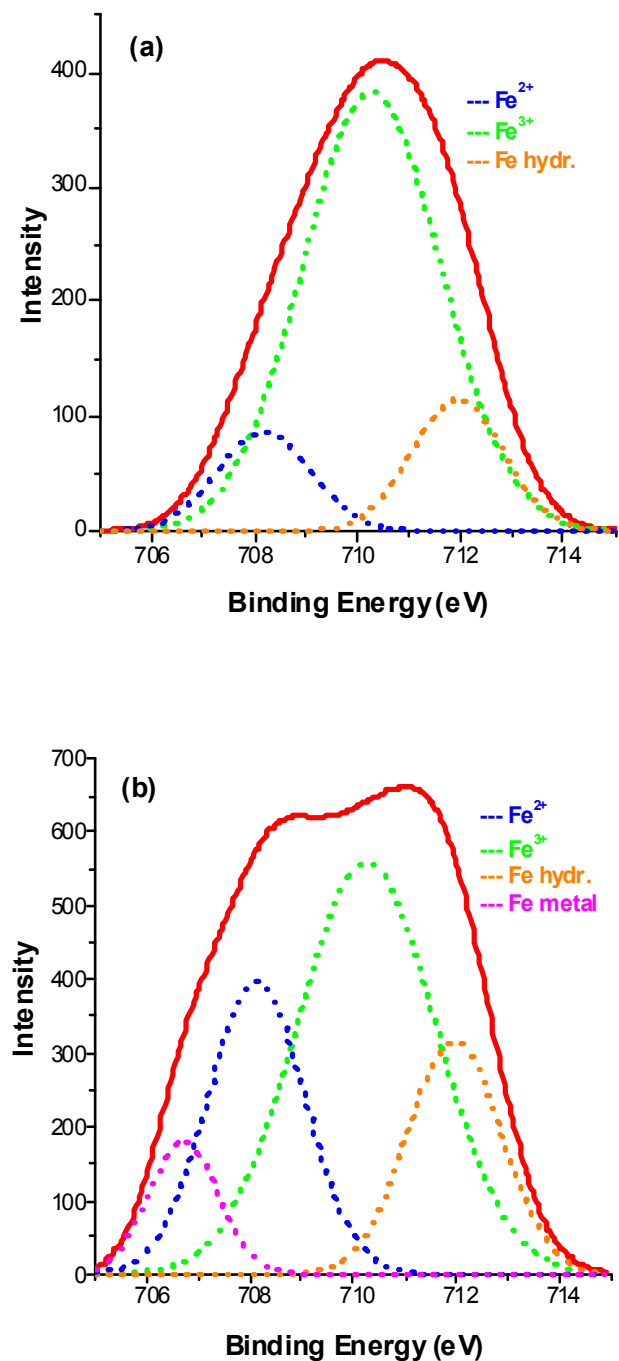 (a)
400
300
200
100
0
--- Fe²⁺
--- Fe³⁺
--- Fe hydr.
Intensity
706 708 710 712 714
Binding Energy (eV)
(b)
700
600
500
400
300
200
100
0
--- Fe²⁺
--- Fe³⁺
--- Fe hydr.
--- Fe metal
Intensity
706 708 710 712 714
Binding Energy (eV)